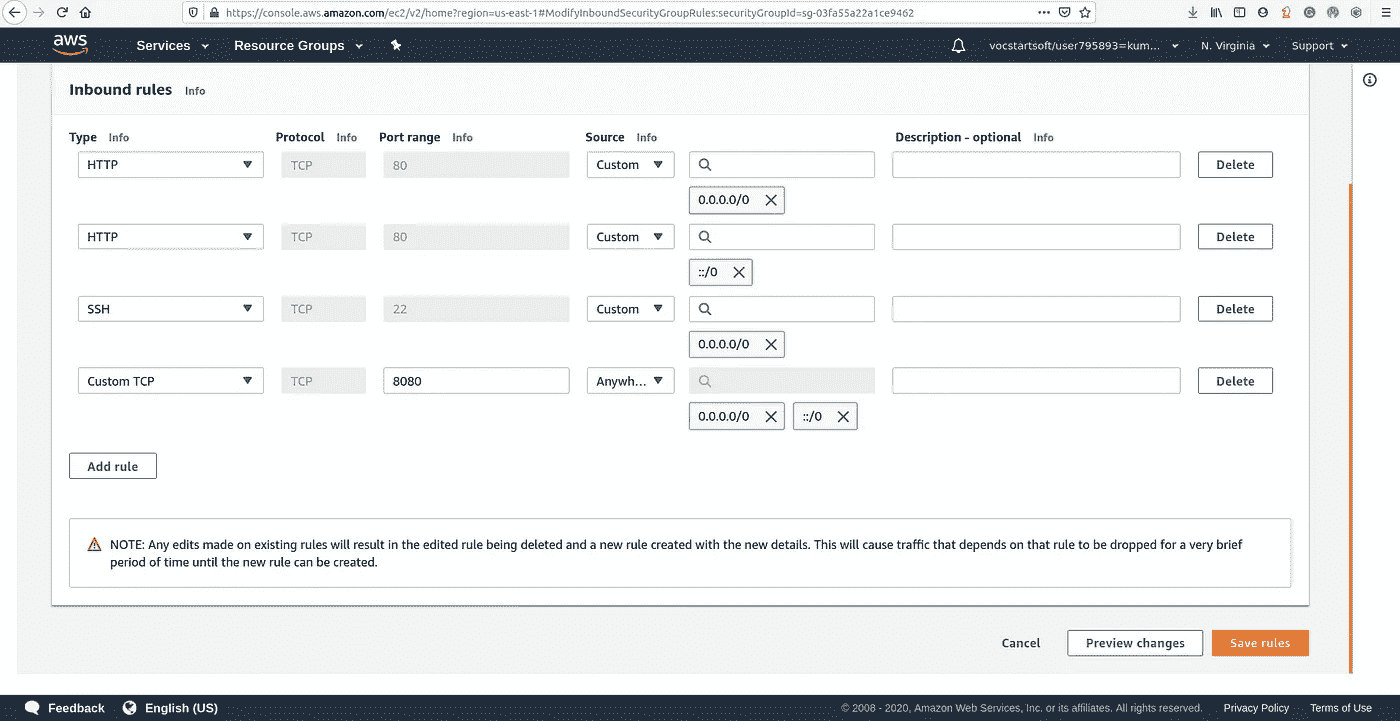 https://console.aws.amazon.com/ec2/v2/home?region=us-east-1#ModifyInboundSecurityGroupRules:securityGroupId=sg-03fa55a22a1ce9462
aws Services Resource Groups vocstartsoft/user795893=kum... N. Virginia Support
Inbound rules Info
Type Info Protocol Info Port range Info Source Info Description - optional Info
HTTP TCP 80 Custom Delete
0.0.0.0/0
HTTP TCP 80 Custom Delete
::/0
SSH TCP 22 Custom Delete
0.0.0.0/0
Custom TCP TCP 8080 Anywh... Delete
0.0.0.0/0 ::/0
Add rule
NOTE: Any edits made on existing rules will result in the edited rule being deleted and a new rule created with the new details. This will cause traffic that depends on that rule to be dropped for a very brief
period of time until the new rule can be created.
Cancel Preview changes Save rules
Feedback English (US) © 2008 - 2020, Amazon Web Services, Inc. or its affiliates. All rights reserved. Privacy Policy Terms of Use